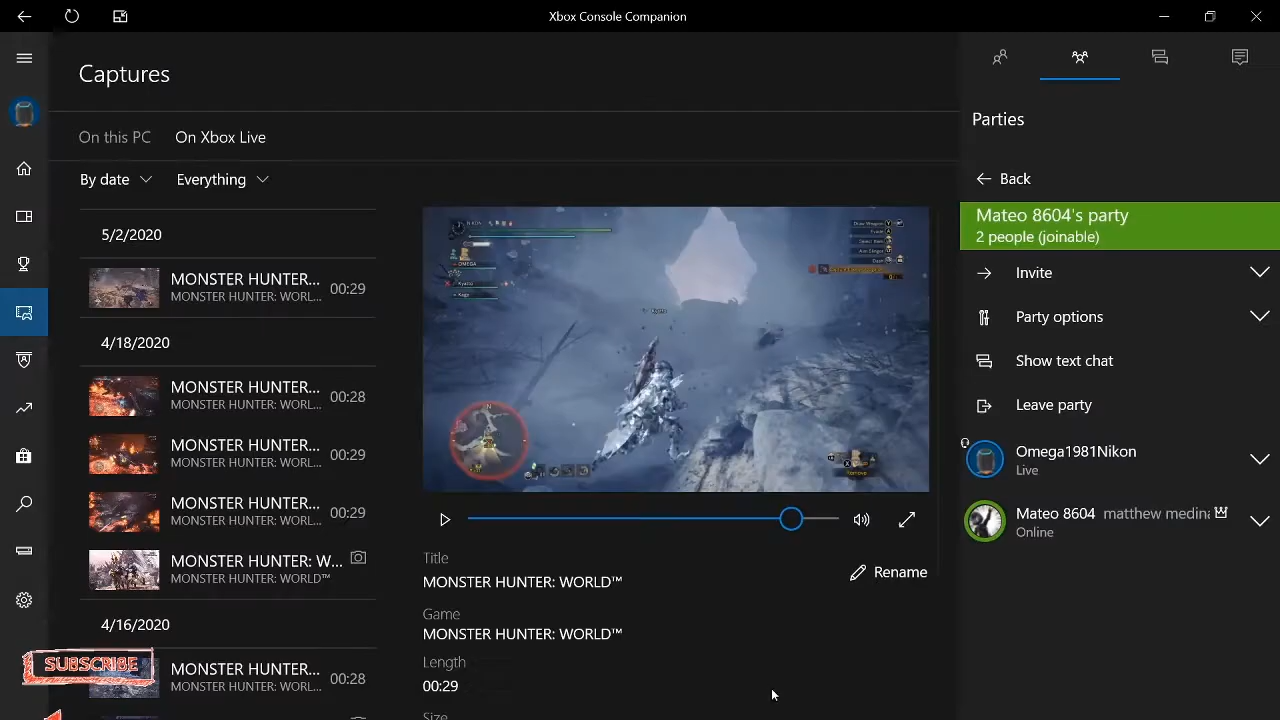 Xbox Console Companion
Captures
On this PC
On Xbox Live
By date
Everything
5/2/2020
MONSTER HUNTER...
MONSTER HUNTER: WORL...
00:29
4/18/2020
MONSTER HUNTER...
MONSTER HUNTER: WORL...
00:28
MONSTER HUNTER...
MONSTER HUNTER: WORL...
00:29
MONSTER HUNTER...
MONSTER HUNTER: WORL...
00:29
MONSTER HUNTER: W...
MONSTER HUNTER: WORLD™
4/16/2020
MONSTER HUNTER...
MONSTER HUNTER: WORL...
00:28
SUBSCRIBE
OMEGA
Title
MONSTER HUNTER: WORLD™
Rename
Game
MONSTER HUNTER: WORLD™
Length
00:29
Size
Parties
Back
Mateo 8604's party
2 people (joinable)
Invite
Party options
Show text chat
Leave party
Omega1981Nikon
Live
Mateo 8604 matthew medina
Online